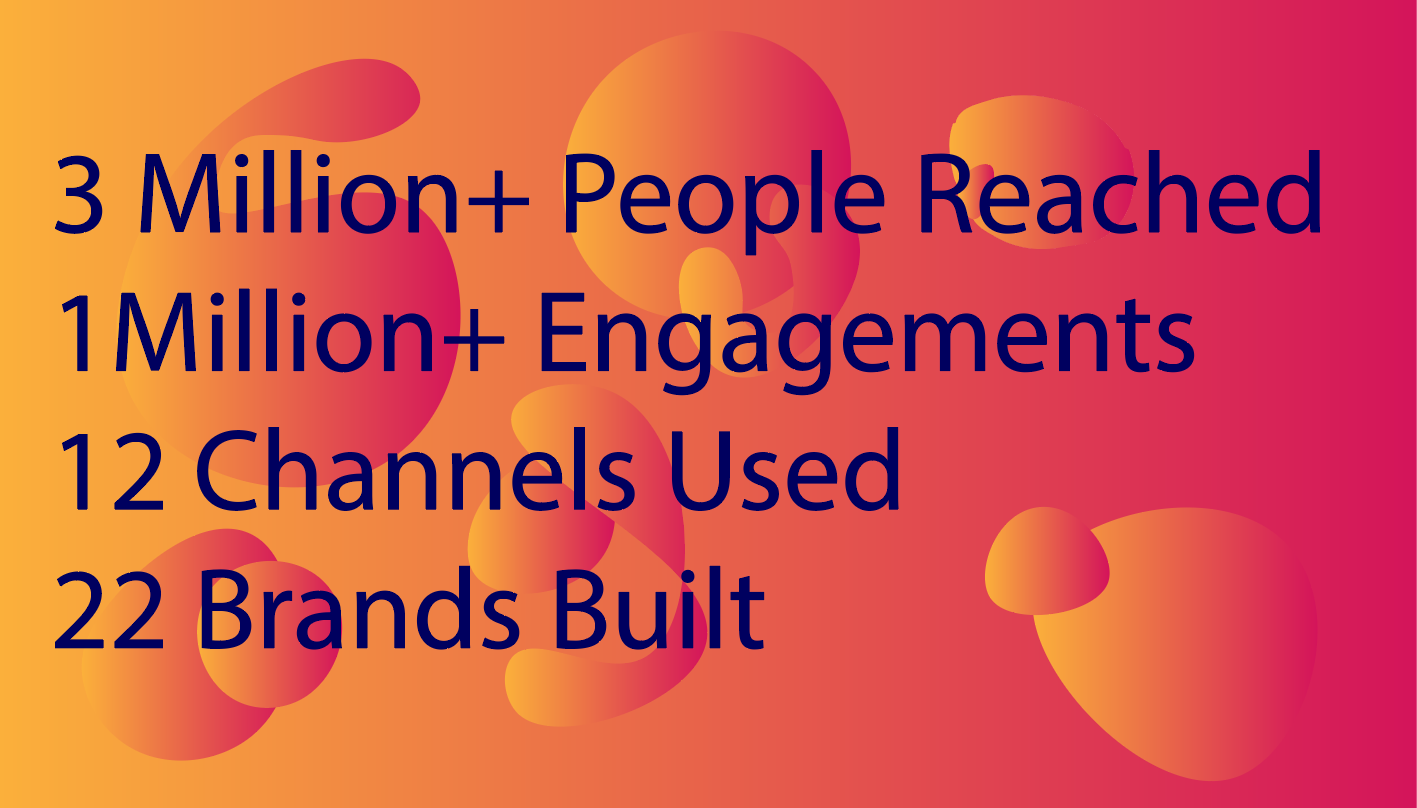 3 Million+ People Reached
1Million+ Engagements
12 Channels Used
22 Brands Built